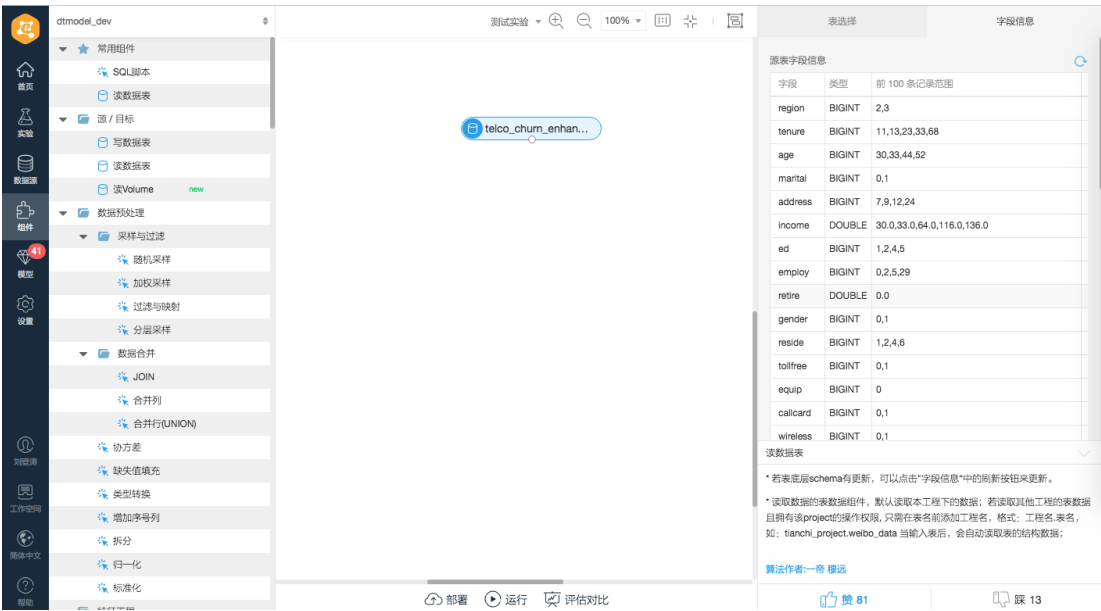 dtmodel_dev
测试实验
100%
表选择
字段信息
首页
实验
数据源
组件
41
模型
设置
工作空间
简体中文
帮助
常用组件
SQL脚本
读数据表
源 / 目标
写数据表
读数据表
读Volume new
数据预处理
采样与过滤
随机采样
加权采样
过滤与映射
分层采样
数据合并
JOIN
合并列
合并行(UNION)
协方差
缺失值填充
类型转换
增加序号列
拆分
归一化
标准化
telco_churn_enhan...
部署
运行
评估对比
源表字段信息
字段 类型 前 100 条记录范围
region BIGINT 2,3
tenure BIGINT 11,13,23,33,68
age BIGINT 30,33,44,52
marital BIGINT 0,1
address BIGINT 7,9,12,24
income DOUBLE 30.0,33.0,64.0,116.0,136.0
ed BIGINT 1,2,4,5
employ BIGINT 0,2,5,29
retire DOUBLE 0.0
gender BIGINT 0,1
reside BIGINT 1,2,4,6
tollfree BIGINT 0,1
equip BIGINT 0
callcard BIGINT 0,1
wireless BIGINT 0,1
读数据表
* 若表底层schema有更新，可以点击"字段信息"中的刷新按钮来更新。
* 读取数据的表数据组件，默认读取本工程下的数据；若读取其他工程的表数据
且拥有该project的操作权限, 只需在表名前添加工程名，格式：工程名.表名，
如：tianchi_project.weibo_data 当输入表后，会自动读取表的结构数据；
算法作者:一帝 穆远
赞 81
踩 13